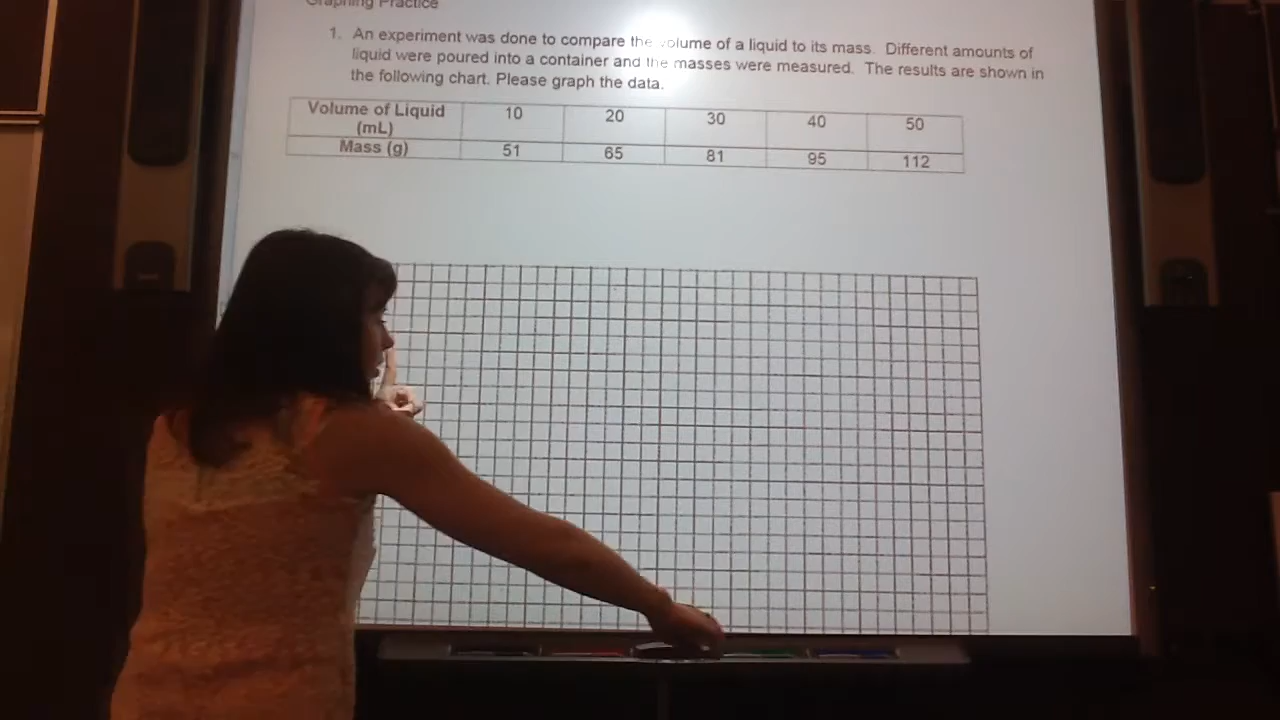 Graphing Practice
1. An experiment was done to compare the volume of a liquid to its mass. Different amounts of
liquid were poured into a container and the masses were measured. The results are shown in
the following chart. Please graph the data.
Volume of Liquid (mL) 10 20 30 40 50
Mass (g) 51 65 81 95 112